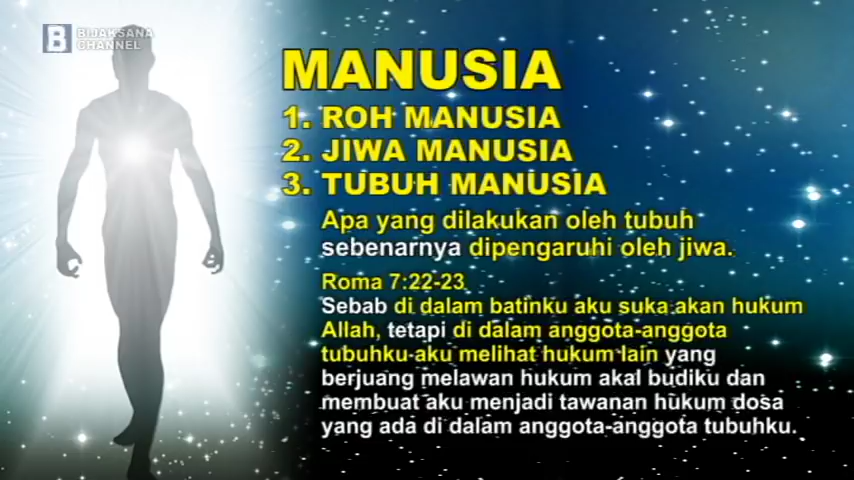 B BIJAKSANA
CHANNEL
MANUSIA
1. ROH MANUSIA
2. JIWA MANUSIA
3. TUBUH MANUSIA
Apa yang dilakukan oleh tubuh
sebenarnya dipengaruhi oleh jiwa.
Roma 7:22-23
Sebab di dalam batinku aku suka akan hukum
Allah, tetapi di dalam anggota-anggota
tubuhku aku melihat hukum lain yang
berjuang melawan hukum akal budiku dan
membuat aku menjadi tawanan hukum dosa
yang ada di dalam anggota-anggota tubuhku.